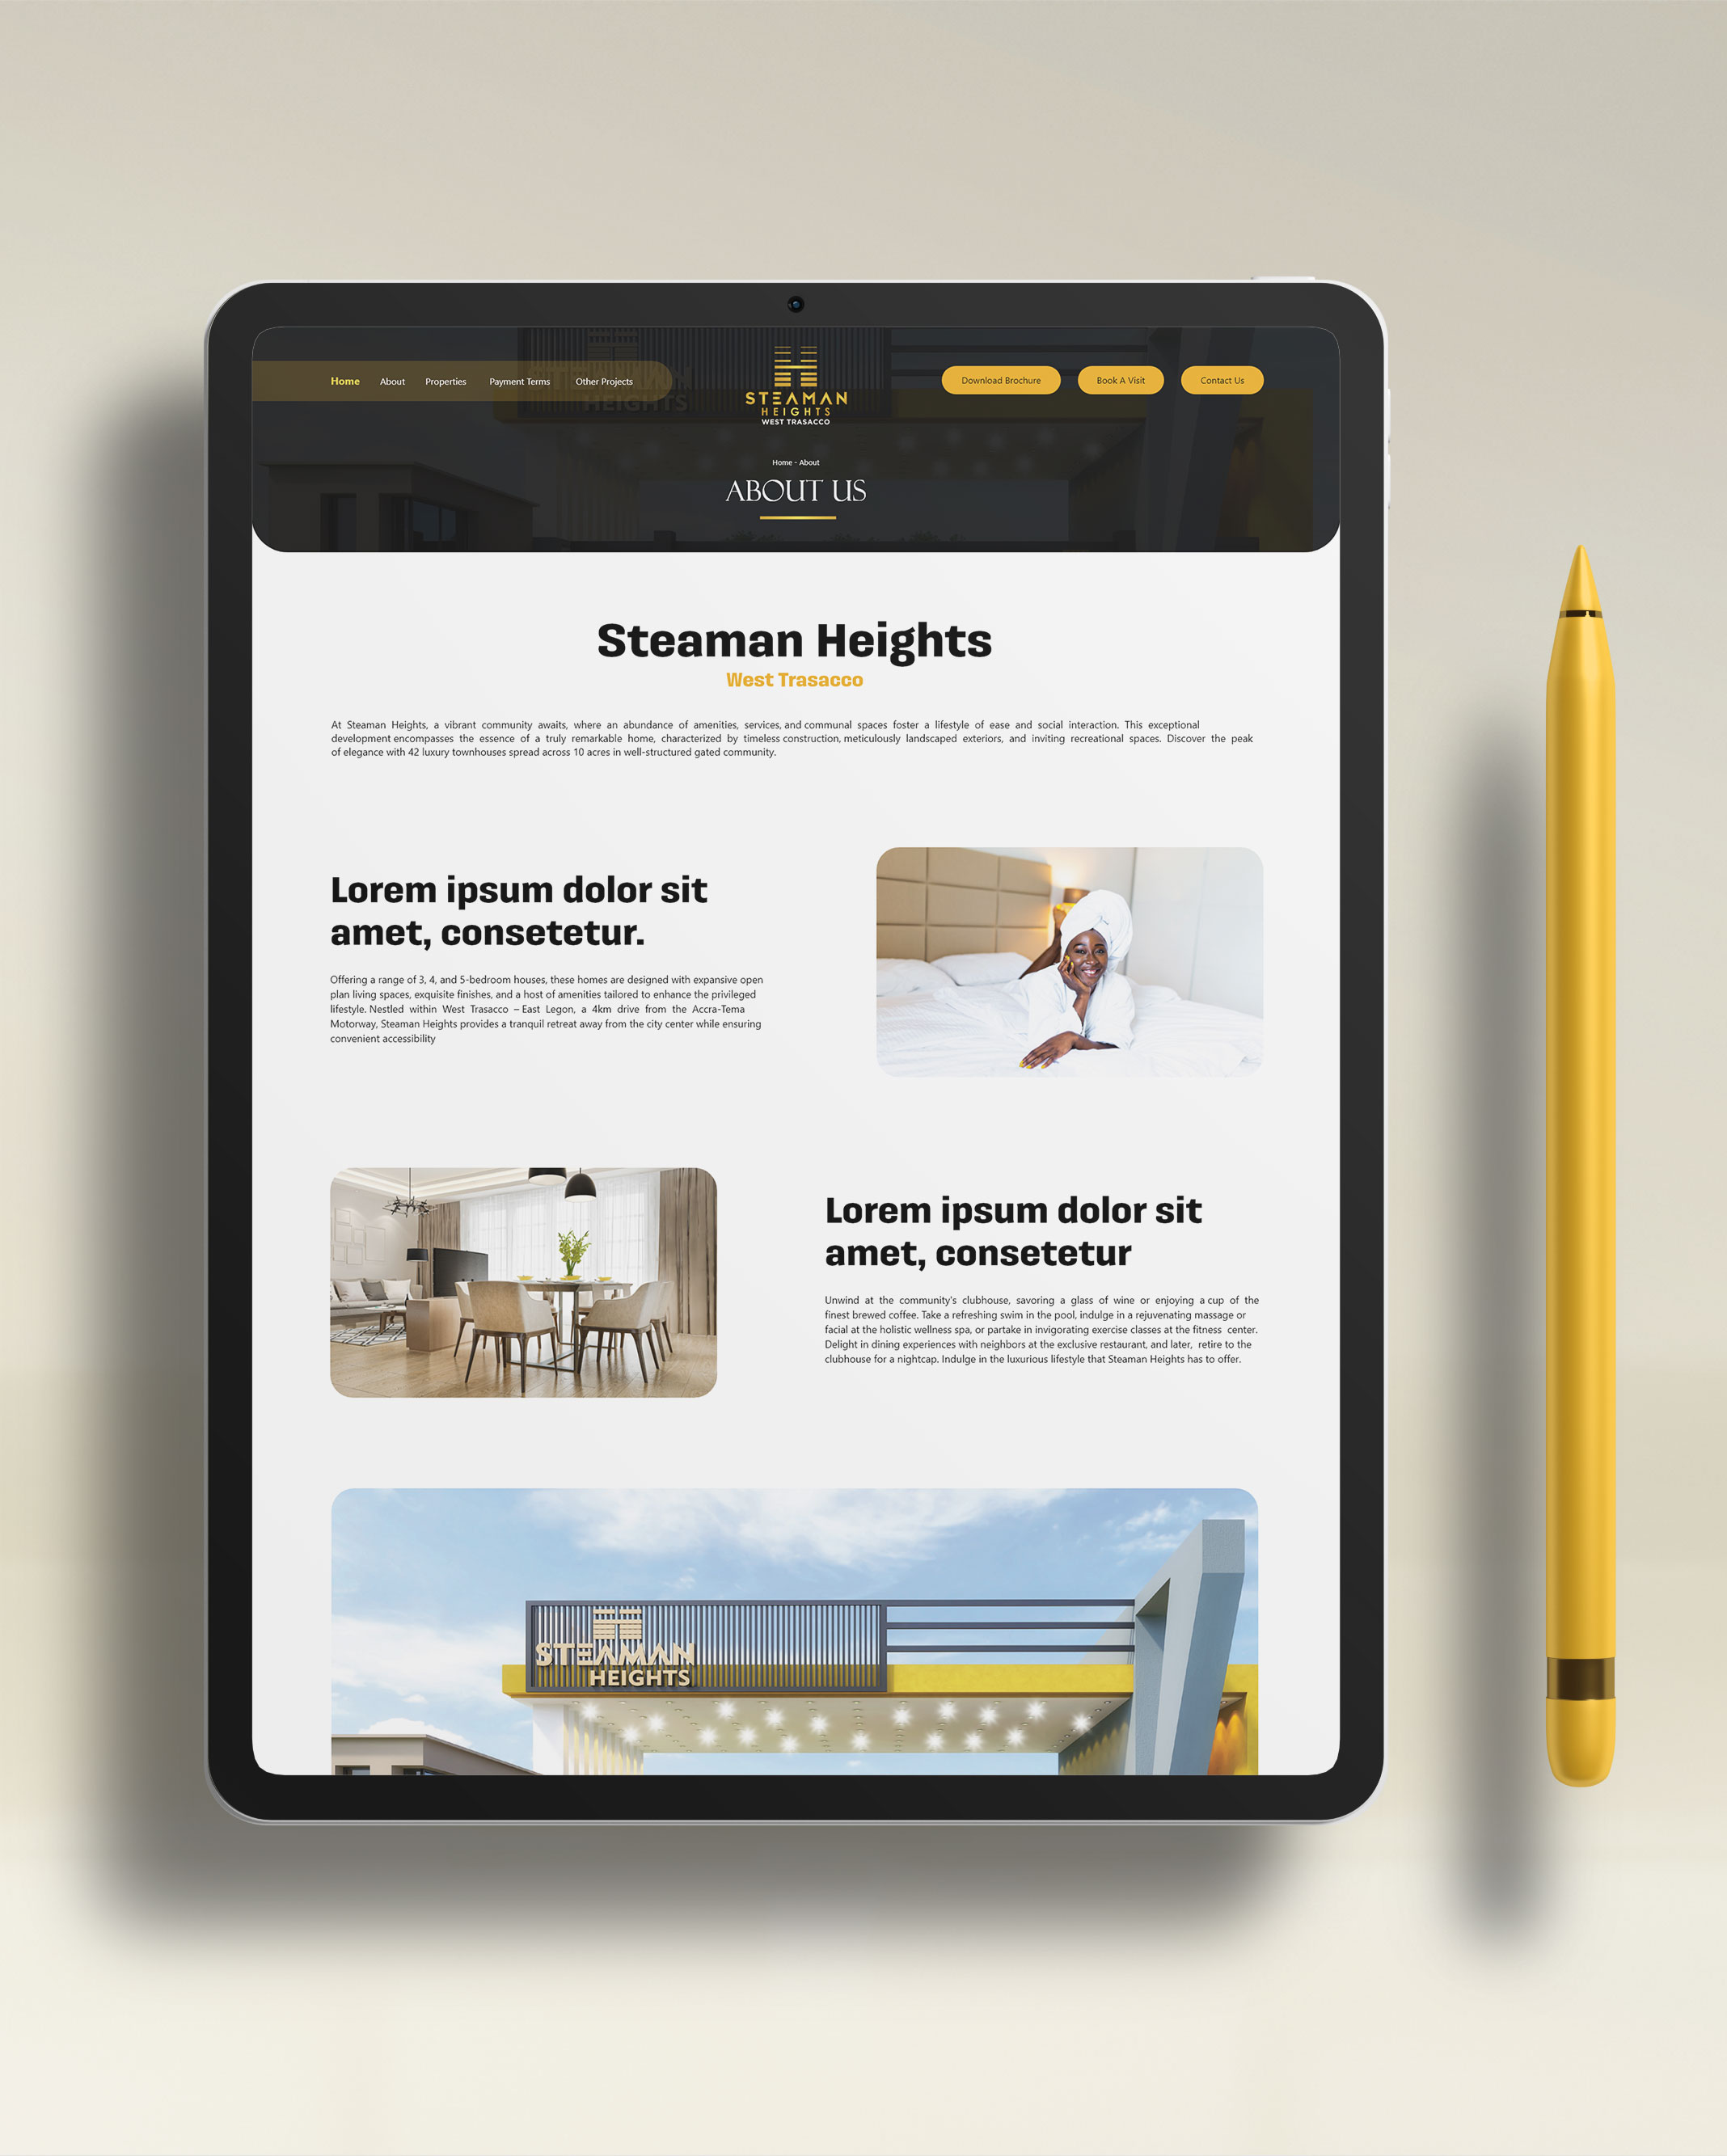 Home About Properties Payment Terms Other Projects
STEAMAN
HEIGHTS
WEST TRASACCO
Download Brochure Book A Visit Contact Us
STEAMAN
HEIGHTS
Home - About
ABOUT US
Steaman Heights
West Trasacco
At Steaman Heights, a vibrant community awaits, where an abundance of amenities, services, and communal spaces foster a lifestyle of ease and social interaction. This exceptional
development encompasses the essence of a truly remarkable home, characterized by timeless construction, meticulously landscaped exteriors, and inviting recreational spaces. Discover the peak
of elegance with 42 luxury townhouses spread across 10 acres in well-structured gated community.
Lorem ipsum dolor sit
amet, consetetur.
Offering a range of 3, 4, and 5-bedroom houses, these homes are designed with expansive open
plan living spaces, exquisite finishes, and a host of amenities tailored to enhance the privileged
lifestyle. Nestled within West Trasacco – East Legon, a 4km drive from the Accra-Tema
Motorway, Steaman Heights provides a tranquil retreat away from the city center while ensuring
convenient accessibility
Lorem ipsum dolor sit
amet, consetetur
Unwind at the community's clubhouse, savoring a glass of wine or enjoying a cup of the
finest brewed coffee. Take a refreshing swim in the pool, indulge in a rejuvenating massage or
facial at the holistic wellness spa, or partake in invigorating exercise classes at the fitness center.
Delight in dining experiences with neighbors at the exclusive restaurant, and later, retire to the
clubhouse for a nightcap. Indulge in the luxurious lifestyle that Steaman Heights has to offer.
STEAMAN
HEIGHTS